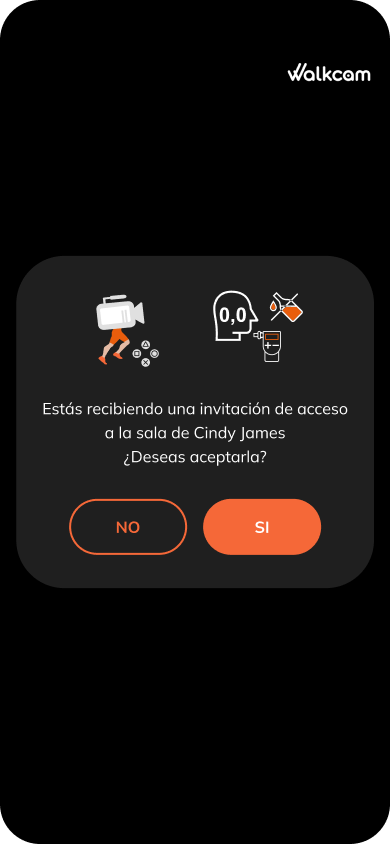 Walkcam
0,0
Estás recibiendo una invitación de acceso
a la sala de Cindy James
¿Deseas aceptarla?
NO
SI